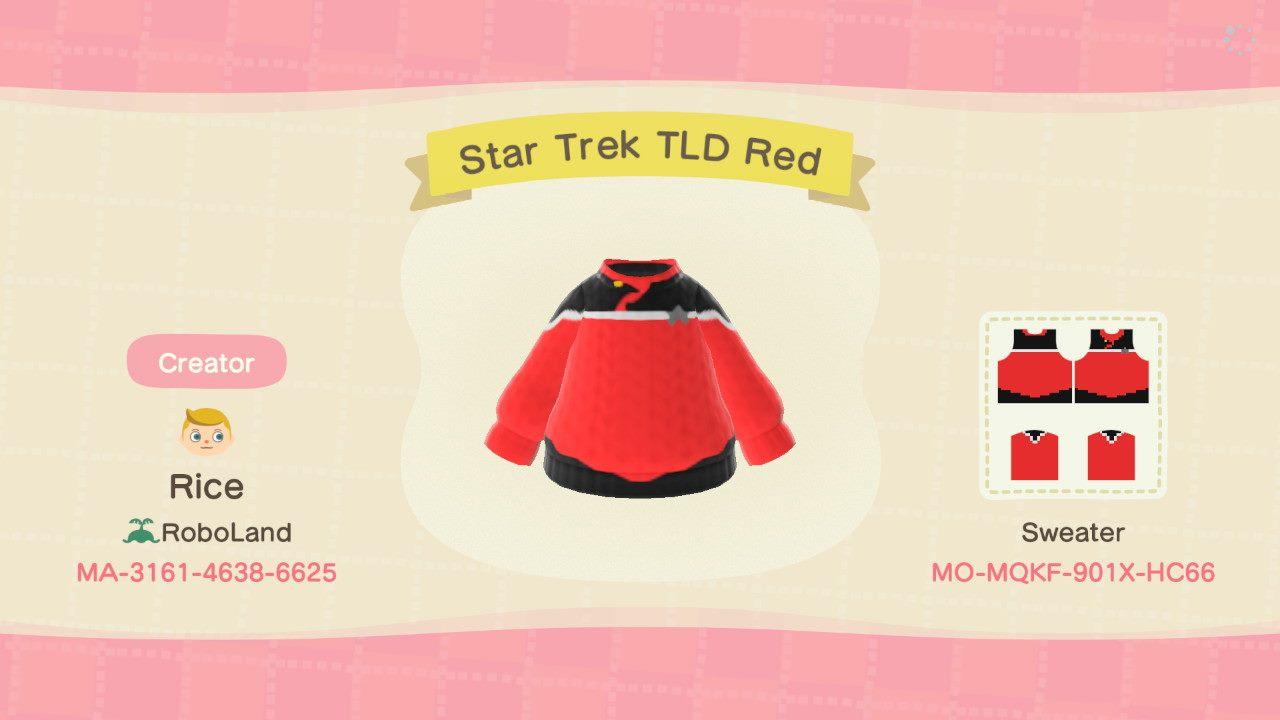 Star Trek TLD Red
Creator
Rice
RoboLand
MA-3161-4638-6625
Sweater
MO-MQKF-901X-HC66